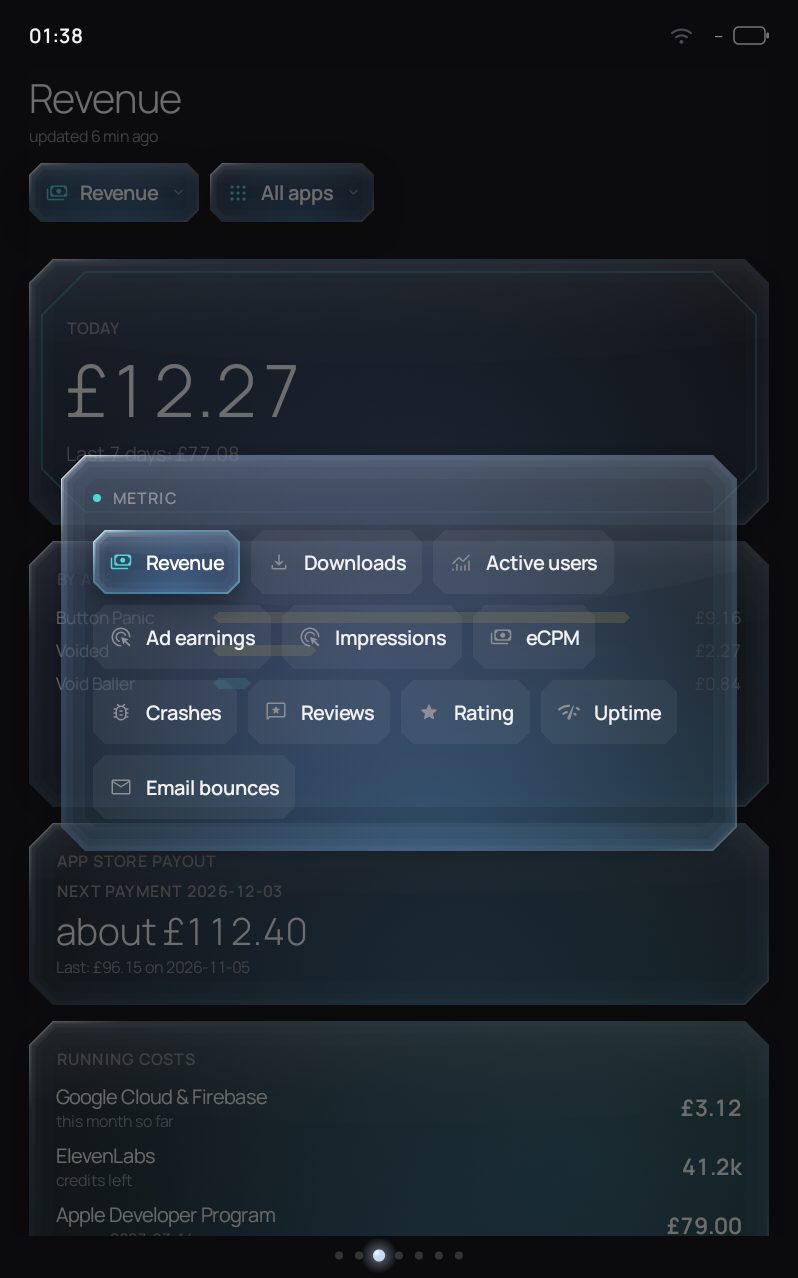 01:38
Revenue
updated 6 min ago
Revenue
All apps
TODAY
£12.27
Last 7 days: £77.08
METRIC
Revenue
Downloads
Active users
Button Panic £9.16
Ad earnings
Impressions
eCPM
Voided £2.27
Void Baller £0.84
Crashes
Reviews
Rating
Uptime
Email bounces
APP STORE PAYOUT
NEXT PAYMENT 2026-12-03
about £112.40
Last: £96.15 on 2026-11-05
RUNNING COSTS
Google Cloud & Firebase
this month so far
£3.12
ElevenLabs
credits left
41.2k
Apple Developer Program
£79.00